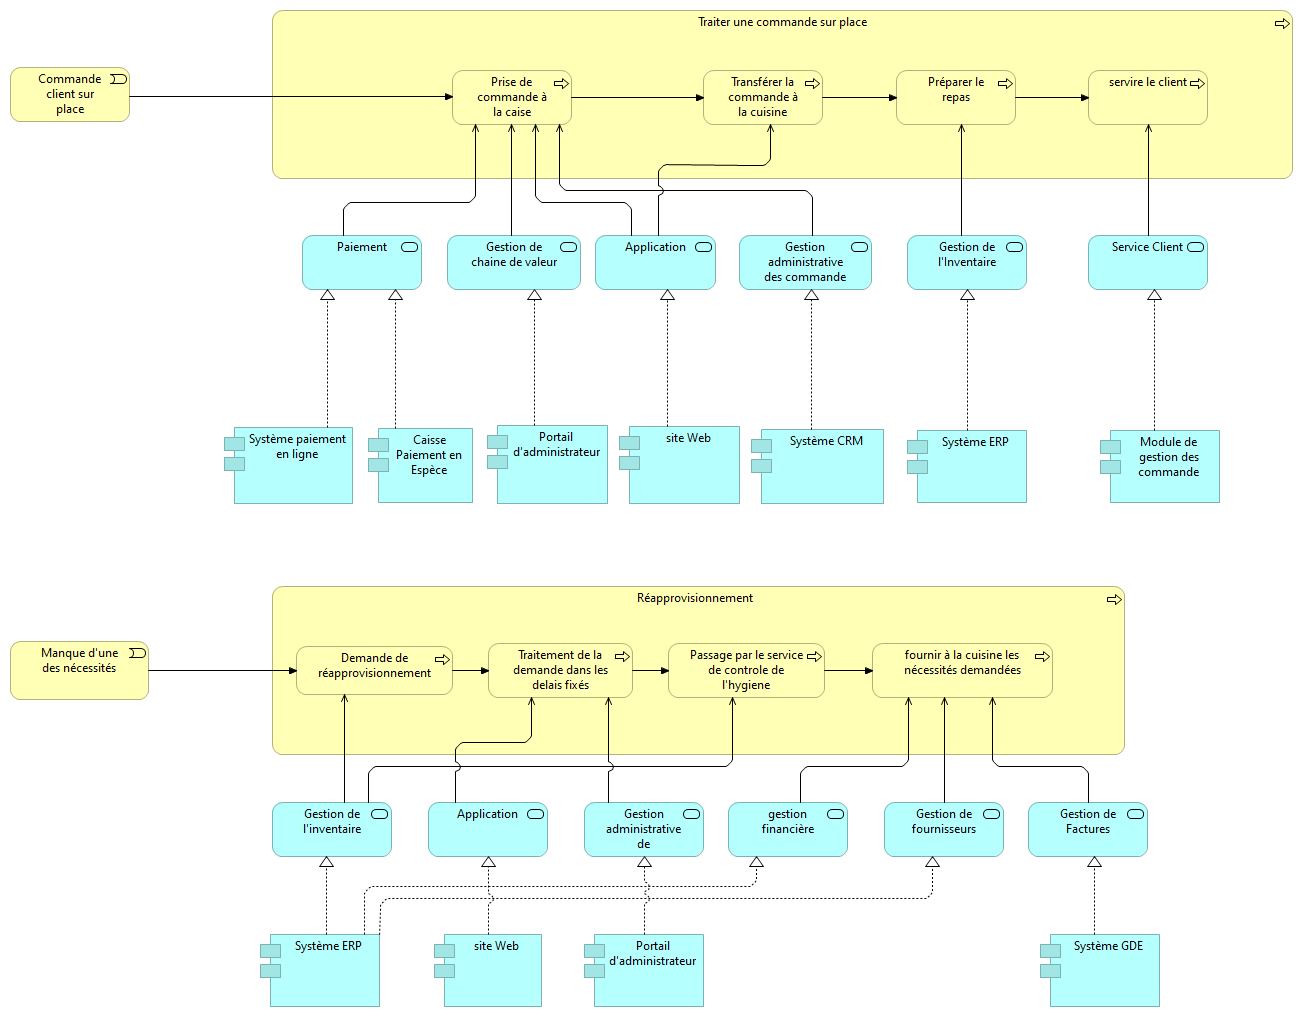 Traiter une commande sur place
Commande
client sur
place
Prise de
commande à
la caise
Transférer la
commande à
la cuisine
Préparer le
repas
servire le client
Paiement
Gestion de
chaine de valeur
Application
Gestion
administrative
des commande
Gestion de
l'Inventaire
Service Client
Système paiement
en ligne
Caisse
Paiement en
Espèce
Portail
d'administrateur
site Web
Système CRM
Système ERP
Module de
gestion des
commande
Réapprovisionnement
Manque d'une
des nécessités
Demande de
réapprovisionnement
Traitement de la
demande dans les
delais fixés
Passage par le service
de controle de
l'hygiene
fournir à la cuisine les
nécessités demandées
Gestion de
l'inventaire
Application
Gestion
administrative
de
gestion
financière
Gestion de
fournisseurs
Gestion de
Factures
Système ERP
site Web
Portail
d'administrateur
Système GDE